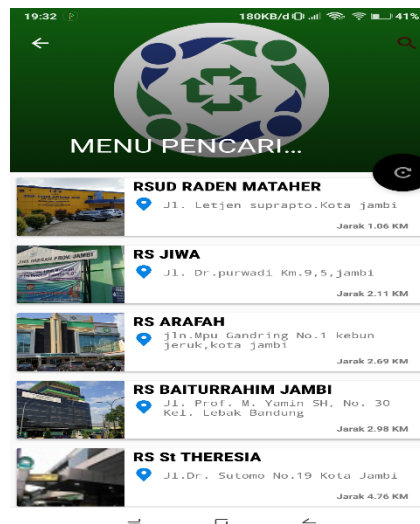 19:32 180KB/d 41%
MENU PENCARI...
RSUD RADEN MATAHER
Jl. Letjen suprapto.Kota jambi
Jarak 1.06 KM
RS JIWA
Jl. Dr.purwadi Km.9,5,jambi
Jarak 2.11 KM
RS ARAFAH
jln.Mpu Gandring No.1 kebun
jeruk,kota jambi
Jarak 2.69 KM
RS BAITURRAHIM JAMBI
Jl. Prof. M. Yamin SH, No. 30
Kel. Lebak Bandung
Jarak 2.98 KM
RS St THERESIA
Jl.Dr. Sutomo No.19 Kota Jambi
Jarak 4.76 KM